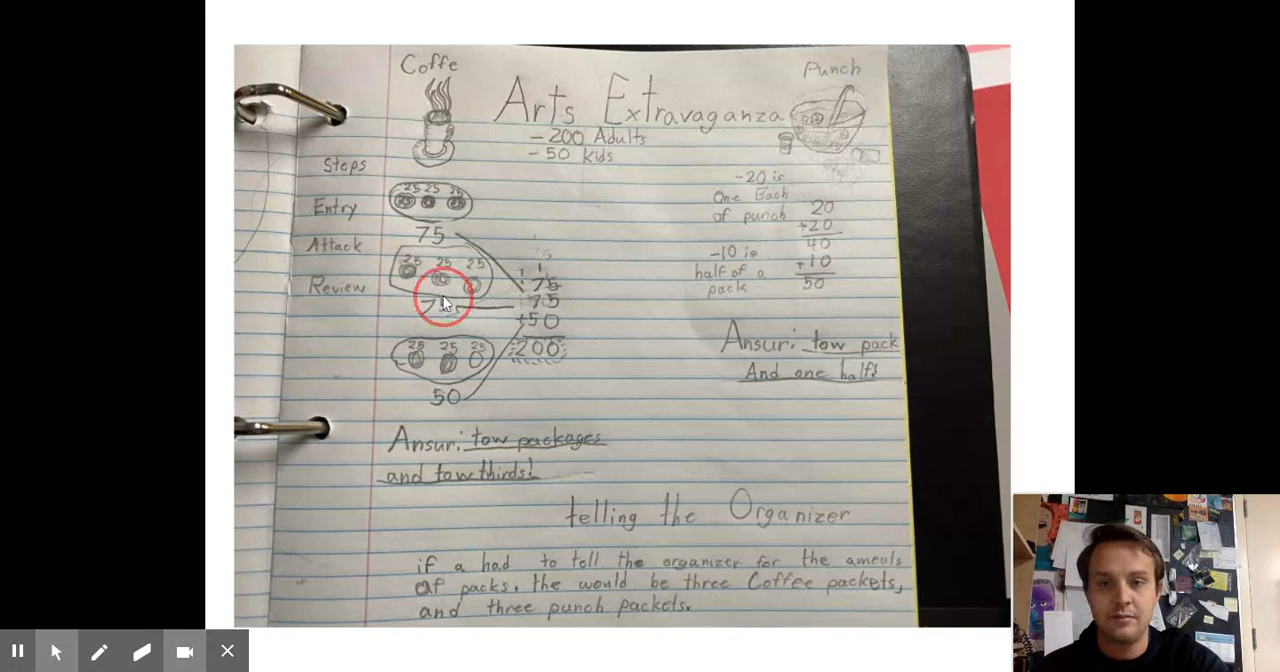 Coffe
Punch
Arts Extravaganza
-200 Adults
-50 Kids
Steps
Entry
Attack
Review
25 25 25
75
25 25 25
75
25 25 25
50
75
75
+50
200
-20 is
One Bach
of punch
-10 is
half of a
pack
20
+20
40
+10
50
Ansur: tow pack
And one half!
Ansur: tow packages
and tow thirds!
telling the Organizer
if a had to tell the organizer for the
of packs. the would be three Coffee packets,
and three punch packets.